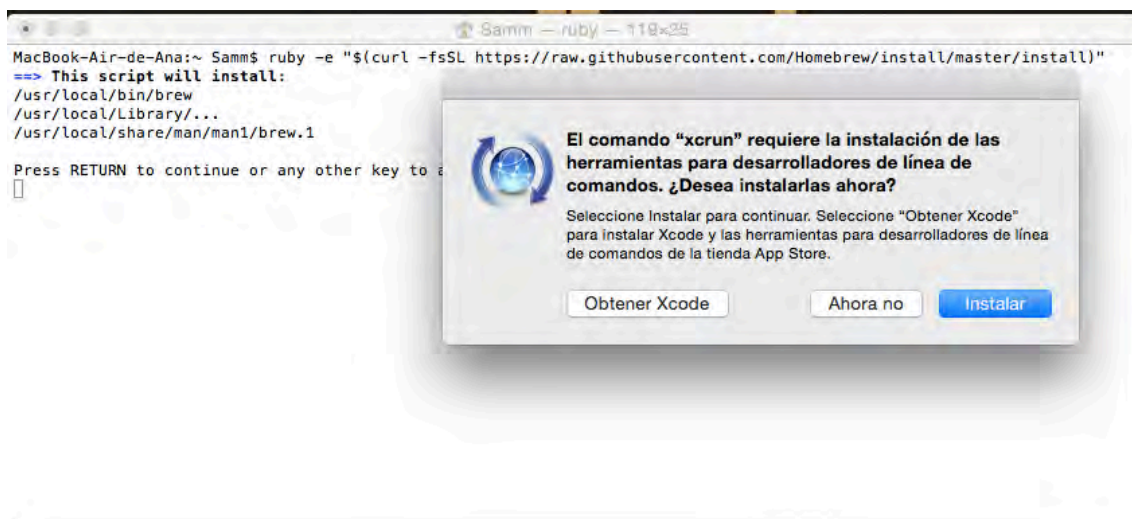 Samm — ruby — 119×25
MacBook-Air-de-Ana:~ Samm$ ruby -e "$(curl -fsSL https://raw.githubusercontent.com/Homebrew/install/master/install)"
==> This script will install:
/usr/local/bin/brew
/usr/local/Library/...
/usr/local/share/man/man1/brew.1
Press RETURN to continue or any other key to a
El comando “xcrun” requiere la instalación de las
herramientas para desarrolladores de línea de
comandos. ¿Desea instalarlas ahora?
Seleccione Instalar para continuar. Seleccione “Obtener Xcode”
para instalar Xcode y las herramientas para desarrolladores de línea
de comandos de la tienda App Store.
Obtener Xcode
Ahora no
Instalar